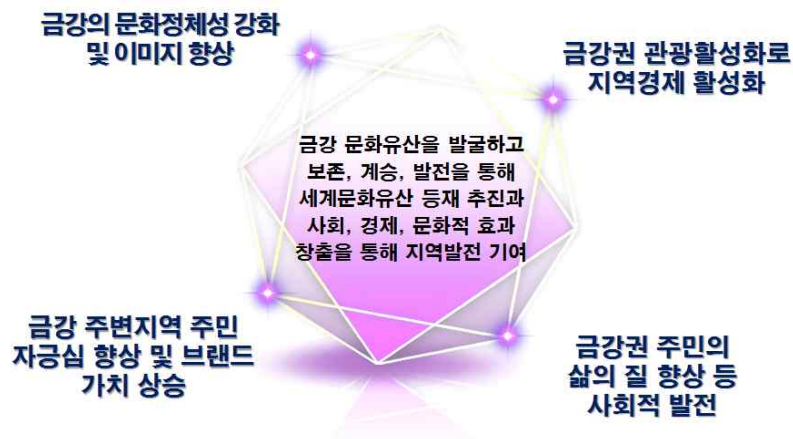 금강의 문화정체성 강화
및 이미지 향상
금강권 관광활성화로
지역경제 활성화
금강 문화유산을 발굴하고
보존, 계승, 발전을 통해
세계문화유산 등재 추진과
사회, 경제, 문화적 효과
창출을 통해 지역발전 기여
금강 주변지역 주민
자긍심 향상 및 브랜드
가치 상승
금강권 주민의
삶의 질 향상 등
사회적 발전